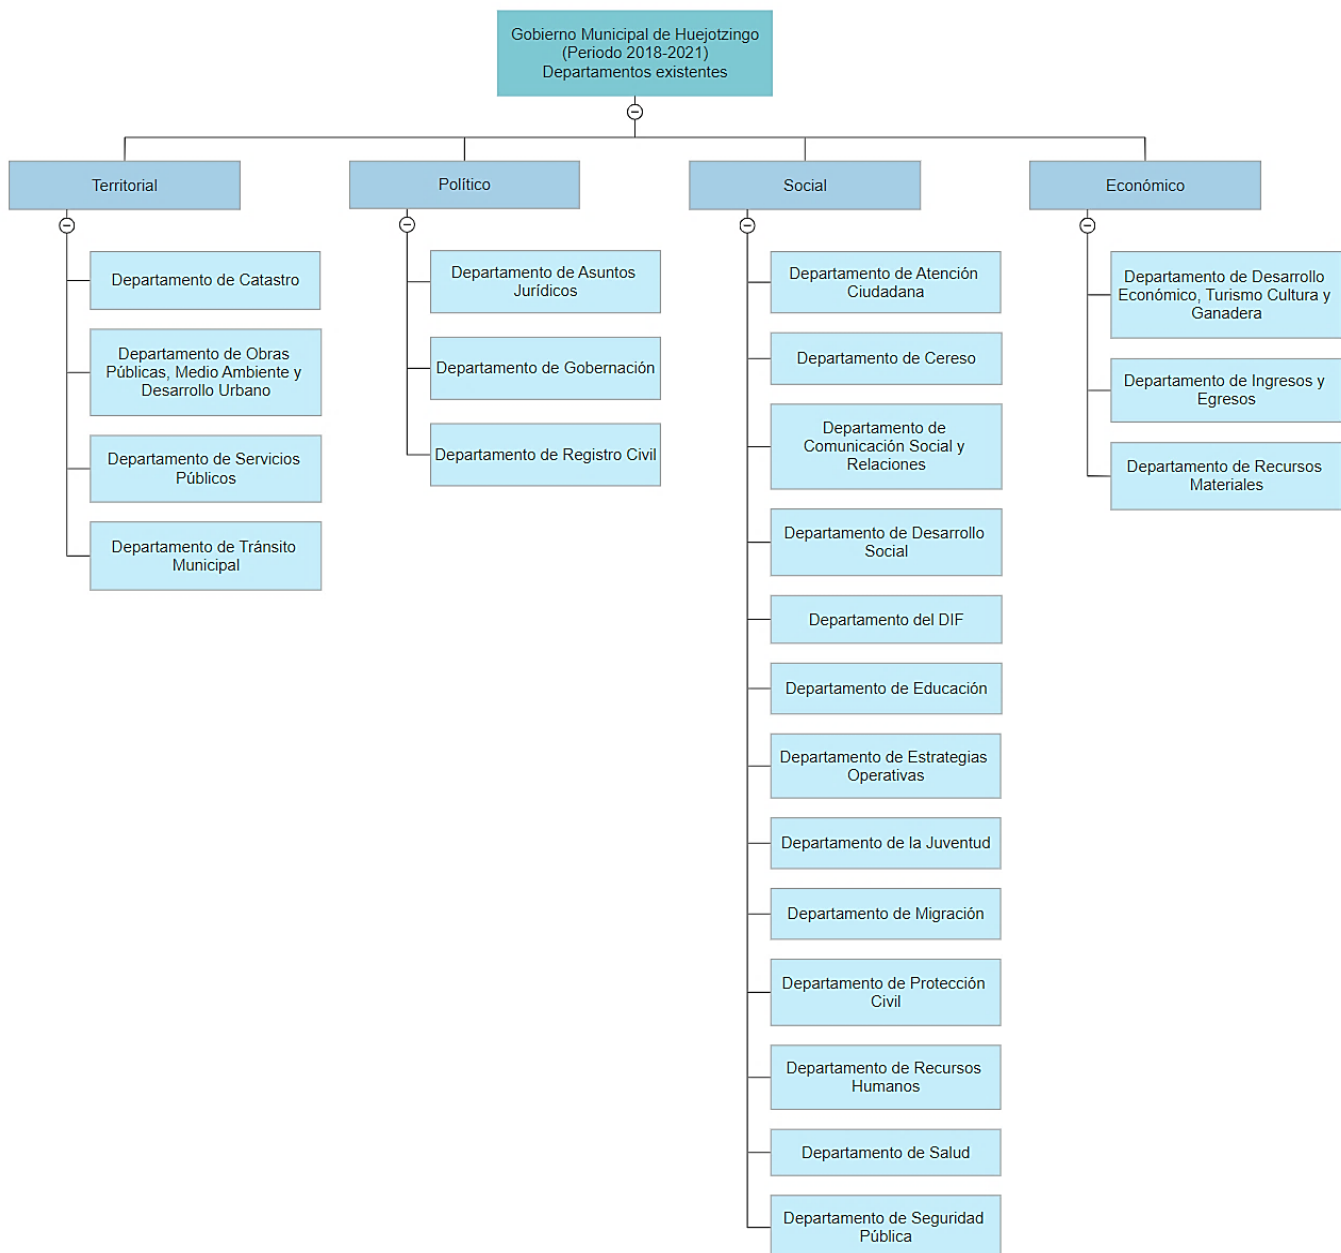 Gobierno Municipal de Huejotzingo
(Periodo 2018-2021)
Departamentos existentes
Territorial
Departamento de Catastro
Departamento de Obras
Públicas, Medio Ambiente y
Desarrollo Urbano
Departamento de Servicios
Públicos
Departamento de Tránsito
Municipal
Político
Departamento de Asuntos
Jurídicos
Departamento de Gobernación
Departamento de Registro Civil
Social
Departamento de Atención
Ciudadana
Departamento de Cereso
Departamento de
Comunicación Social y
Relaciones
Departamento de Desarrollo
Social
Departamento del DIF
Departamento de Educación
Departamento de Estrategias
Operativas
Departamento de la Juventud
Departamento de Migración
Departamento de Protección
Civil
Departamento de Recursos
Humanos
Departamento de Salud
Departamento de Seguridad
Pública
Económico
Departamento de Desarrollo
Económico, Turismo Cultura y
Ganadera
Departamento de Ingresos y
Egresos
Departamento de Recursos
Materiales